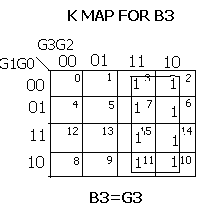 K MAP FOR B3
G3G2
G1G0 00 01 11 10
00 0 1 1 3 1 2
01 4 5 1 7 1 6
11 12 13 1 15 1 14
10 8 9 1 11 1 10
B3=G3